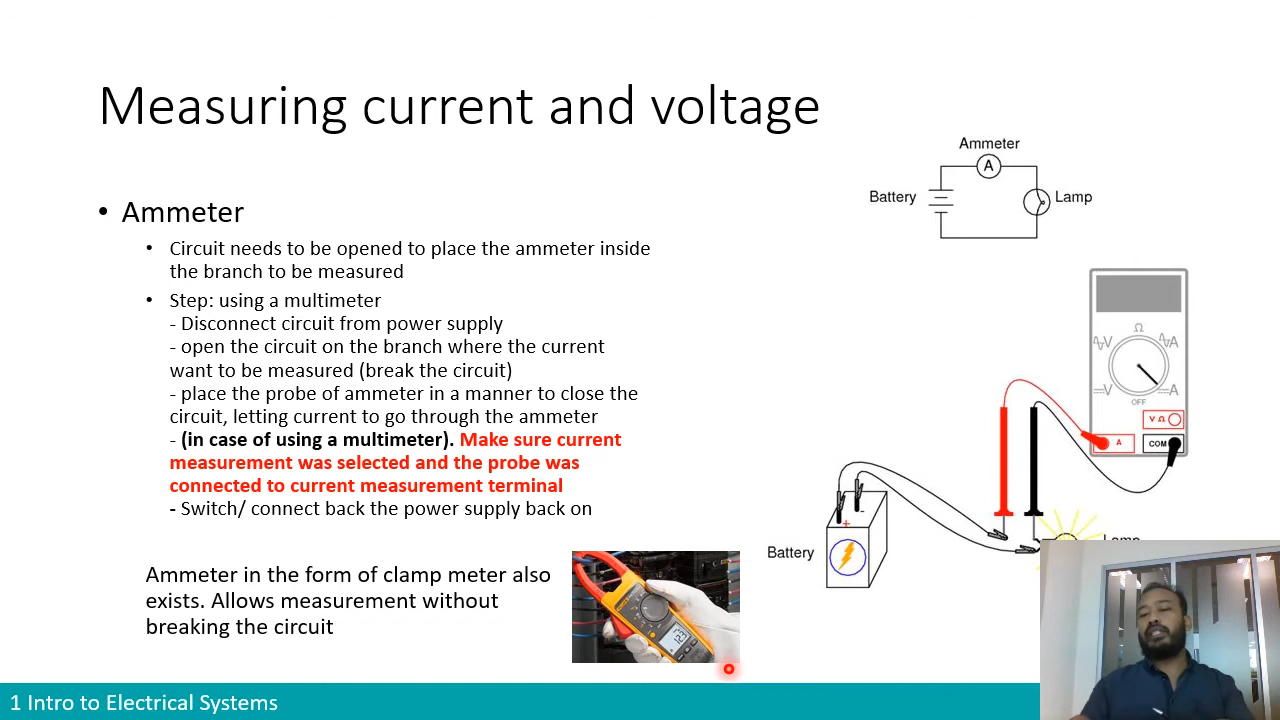 Measuring current and voltage
• Ammeter
• Circuit needs to be opened to place the ammeter inside
the branch to be measured
• Step: using a multimeter
- Disconnect circuit from power supply
- open the circuit on the branch where the current
want to be measured (break the circuit)
- place the probe of ammeter in a manner to close the
circuit, letting current to go through the ammeter
- (in case of using a multimeter). Make sure current
measurement was selected and the probe was
connected to current measurement terminal
- Switch/ connect back the power supply back on
Ammeter in the form of clamp meter also
exists. Allows measurement without
breaking the circuit
Ammeter
A
Battery
Lamp
Ω
V
A
V
A
OFF
V Ω
A
COM
+
-
Battery
Lamp
1 Intro to Electrical Systems